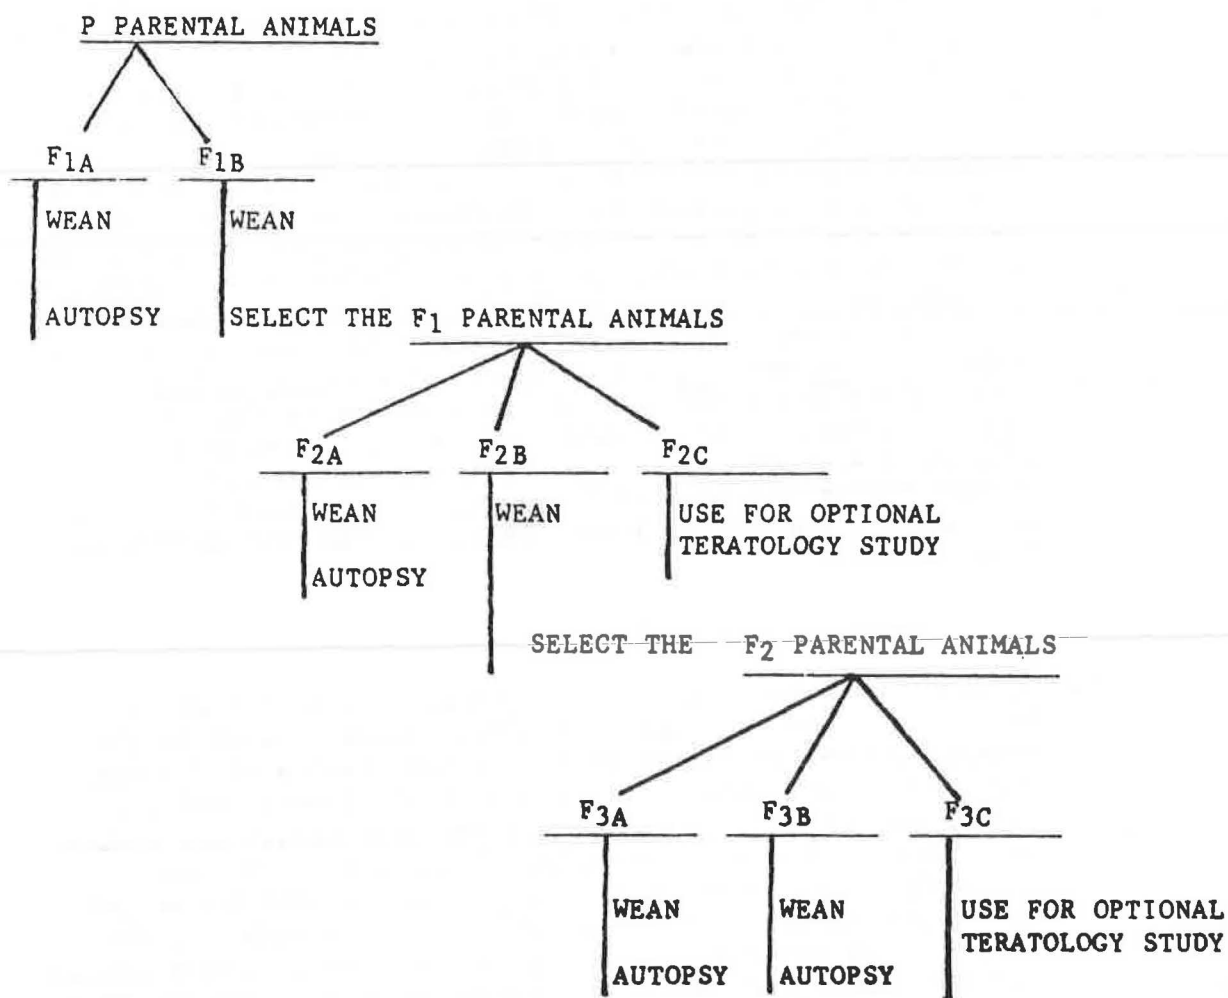 P PARENTAL ANIMALS
F1A F1B
WEAN WEAN
AUTOPSY SELECT THE F1 PARENTAL ANIMALS
F2A F2B F2C
WEAN WEAN USE FOR OPTIONAL
TERATOLOGY STUDY
AUTOPSY
SELECT THE F2 PARENTAL ANIMALS
F3A F3B F3C
WEAN WEAN USE FOR OPTIONAL
TERATOLOGY STUDY
AUTOPSY AUTOPSY